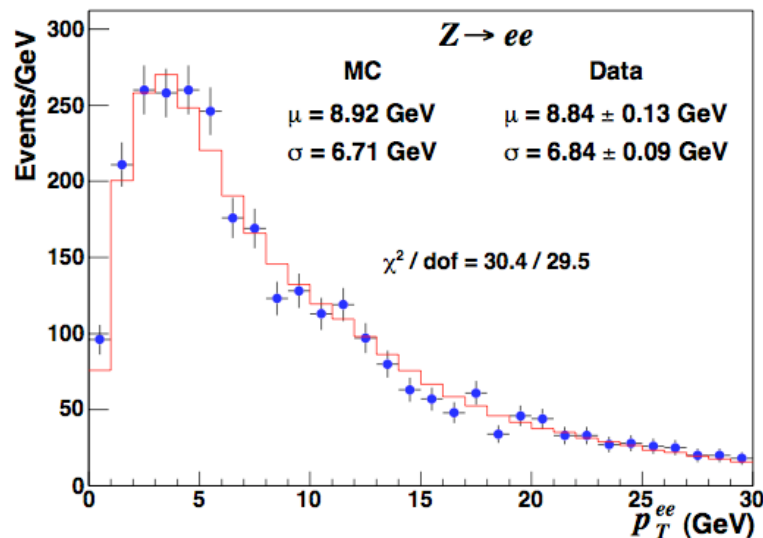 Z → ee
MC Data
μ = 8.92 GeV μ = 8.84 ± 0.13 GeV
σ = 6.71 GeV σ = 6.84 ± 0.09 GeV
χ² / dof = 30.4 / 29.5
Events/GeV
300
250
200
150
100
50
0
0 5 10 15 20 25 30
p_T^ee (GeV)